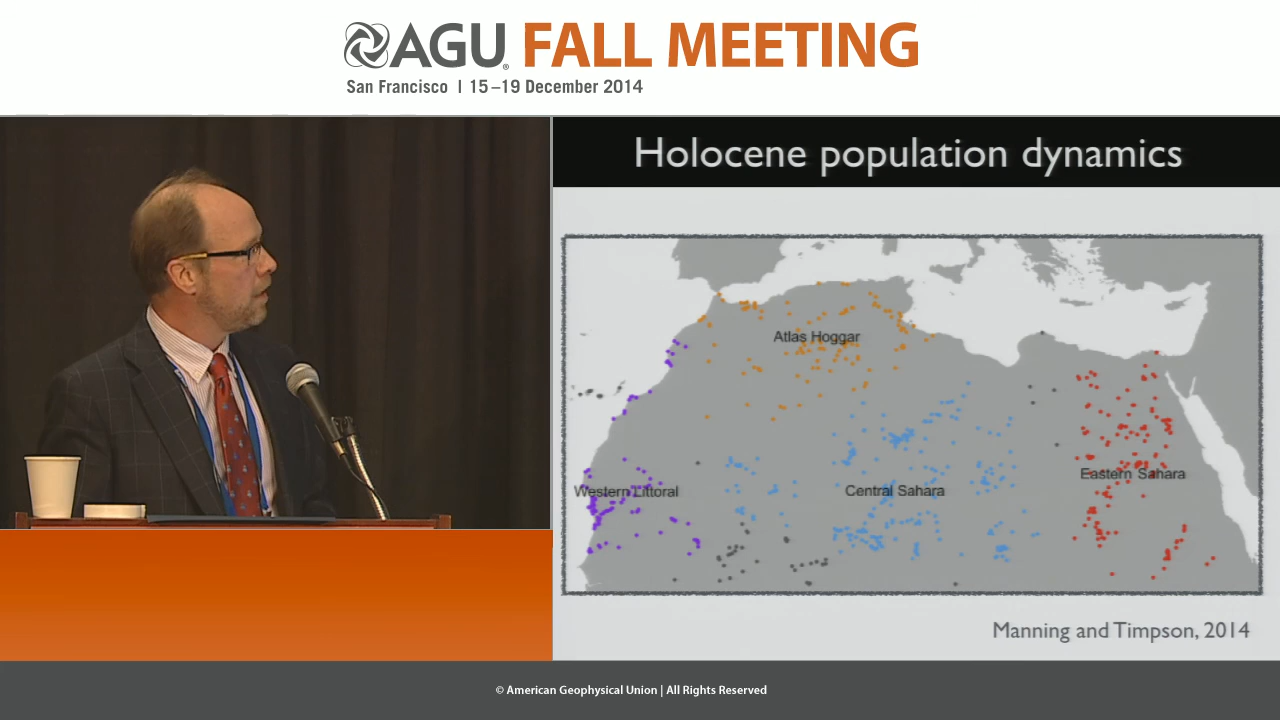 AGU® FALL MEETING
San Francisco | 15–19 December 2014
Holocene population dynamics
Atlas Hoggar
Eastern Sahara
Western Littoral
Central Sahara
Manning and Timpson, 2014
© American Geophysical Union | All Rights Reserved